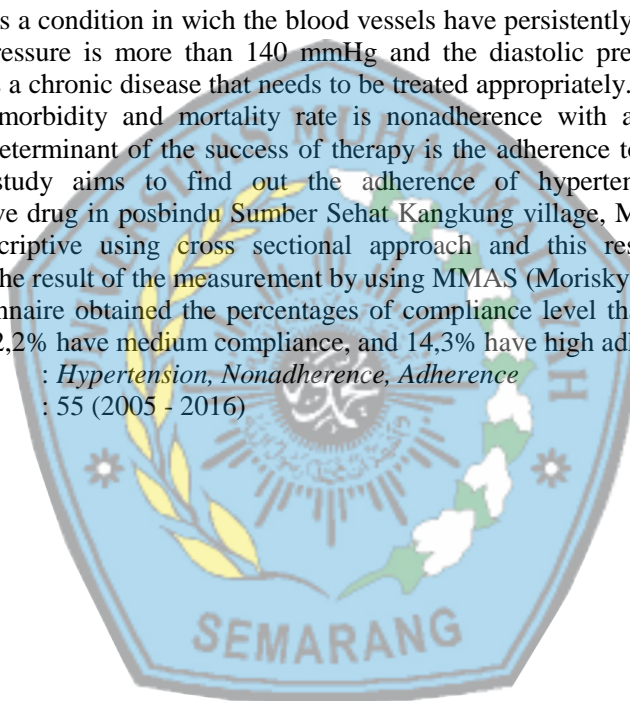 s a condition in wich the blood vessels have persistently
ressure is more than 140 mmHg and the diastolic pre
s a chronic disease that needs to be treated appropriately.
morbidity and mortality rate is nonadherence with a
eterminant of the success of therapy is the adherence to
study aims to find out the adherence of hyperten
ve drug in posbindu Sumber Sehat Kangkung village, M
criptive using cross sectional approach and this res
he result of the measurement by using MMAS (Morisky
nnaire obtained the percentages of compliance level tha
2,2% have medium compliance, and 14,3% have high adl
: Hypertension, Nonadherence, Adherence
: 55 (2005 - 2016)
UNIVERSITAS MUHAMMADIYAH
SEMARANG